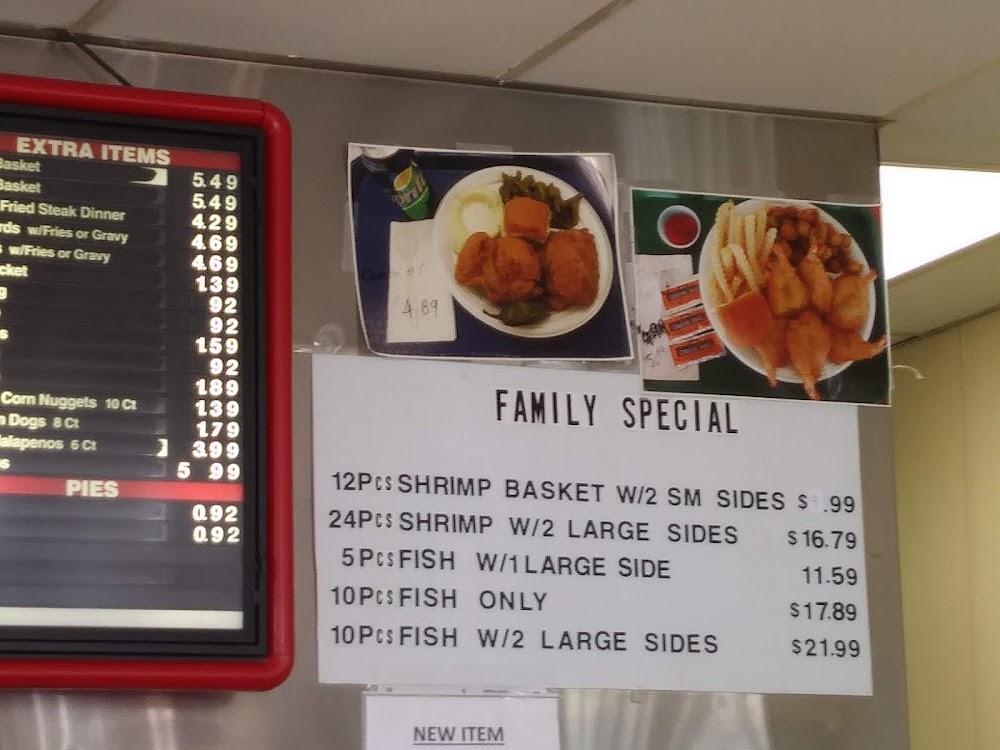 EXTRA ITEMS
Basket 5.49
Basket 5.49
Fried Steak Dinner 4.29
w/Fries or Gravy 4.69
w/Fries or Gravy 4.69
1.39
92
92
1.59
92
1.89
Corn Nuggets 10 Ct 1.39
Dogs 8 Ct 1.79
Jalapenos 6 Ct 3.99
5 99
PIES
0.92
0.92
4.89
FAMILY SPECIAL
12Pcs SHRIMP BASKET W/2 SM SIDES $9.99
24Pcs SHRIMP W/2 LARGE SIDES $16.79
5Pcs FISH W/1 LARGE SIDE 11.59
10Pcs FISH ONLY $17.89
10Pcs FISH W/2 LARGE SIDES $21.99
NEW ITEM